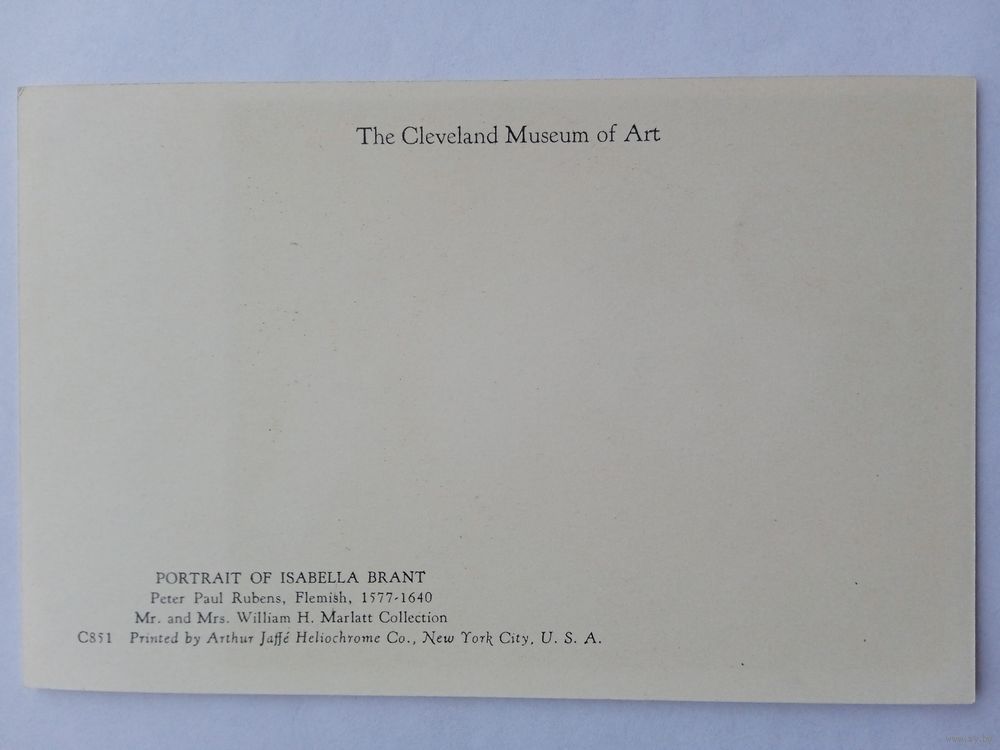 The Cleveland Museum of Art
PORTRAIT OF ISABELLA BRANT
Peter Paul Rubens, Flemish, 1577-1640
Mr. and Mrs. William H. Marlatt Collection
C851 Printed by Arthur Jaffé Heliochrome Co., New York City, U. S. A.